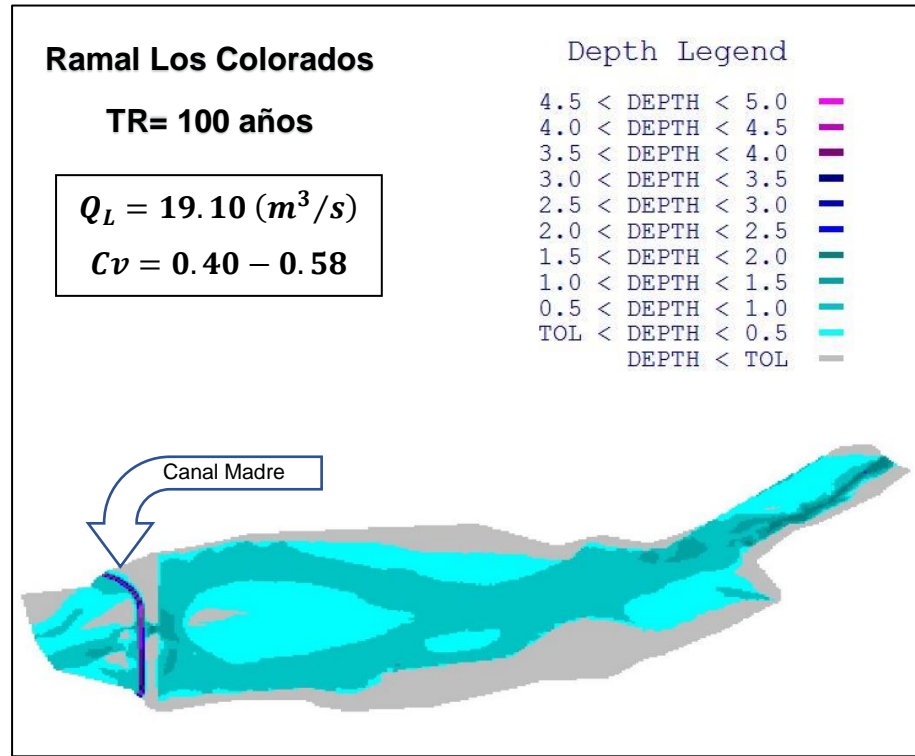 Ramal Los Colorados
TR= 100 años
Q_L = 19.10 (m³/s)
Cv = 0.40 − 0.58
Depth Legend
4.5 < DEPTH < 5.0
4.0 < DEPTH < 4.5
3.5 < DEPTH < 4.0
3.0 < DEPTH < 3.5
2.5 < DEPTH < 3.0
2.0 < DEPTH < 2.5
1.5 < DEPTH < 2.0
1.0 < DEPTH < 1.5
0.5 < DEPTH < 1.0
TOL < DEPTH < 0.5
DEPTH < TOL
Canal Madre